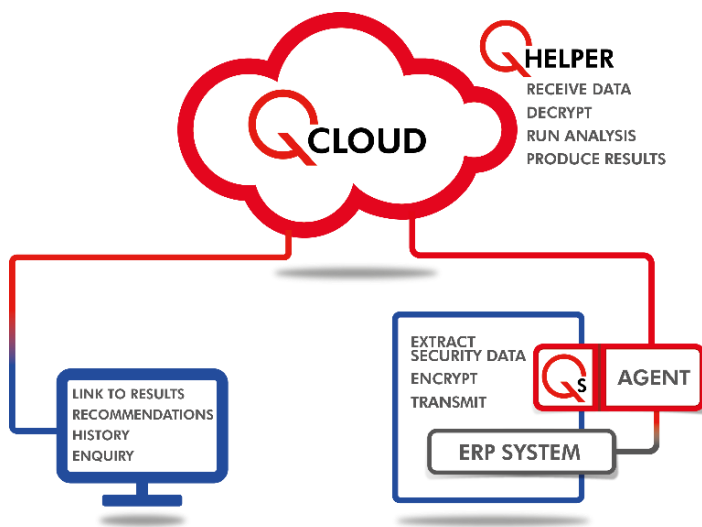 Q HELPER
RECEIVE DATA
DECRYPT
RUN ANALYSIS
PRODUCE RESULTS
Q CLOUD
LINK TO RESULTS
RECOMMENDATIONS
HISTORY
ENQUIRY
EXTRACT
SECURITY DATA
ENCRYPT
TRANSMIT
Qs AGENT
ERP SYSTEM